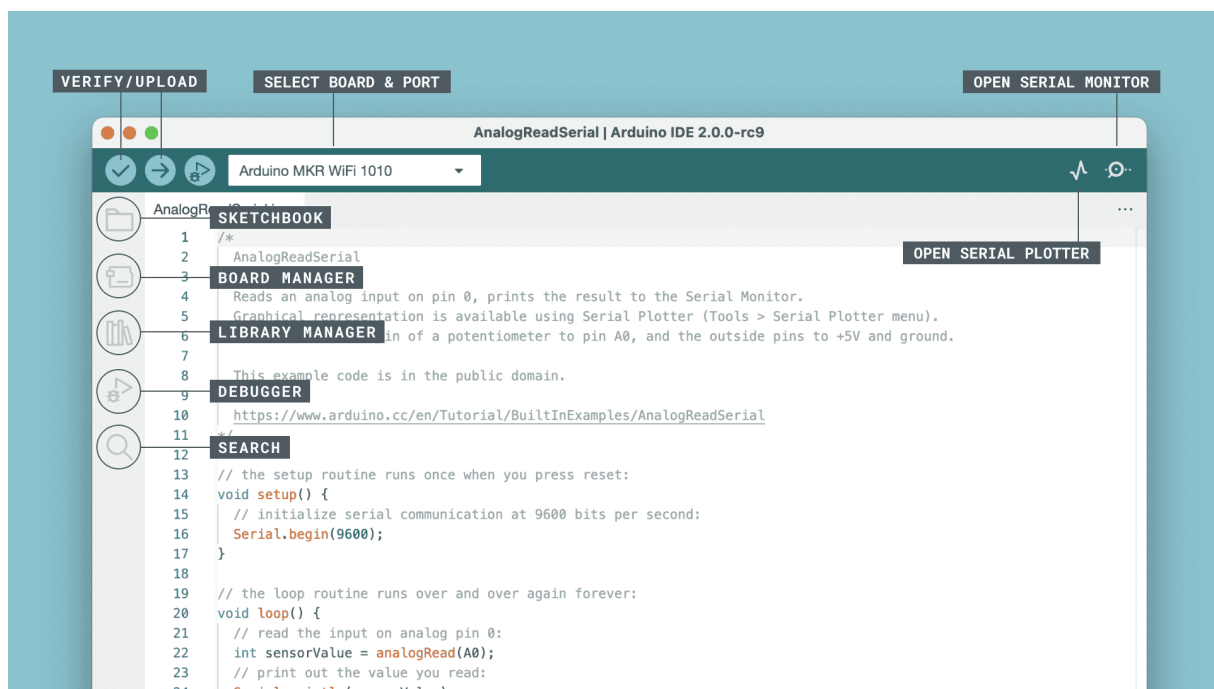 VERIFY/UPLOAD
SELECT BOARD & PORT
OPEN SERIAL MONITOR
AnalogReadSerial | Arduino IDE 2.0.0-rc9
Arduino MKR WiFi 1010
SKETCHBOOK
OPEN SERIAL PLOTTER
1 /*
2 AnalogReadSerial
3
BOARD MANAGER
4 Reads an analog input on pin 0, prints the result to the Serial Monitor.
5 Graphical representation is available using Serial Plotter (Tools > Serial Plotter menu).
LIBRARY MANAGER
6 in of a potentiometer to pin A0, and the outside pins to +5V and ground.
7
8 This example code is in the public domain.
DEBUGGER
9
10 https://www.arduino.cc/en/Tutorial/BuiltInExamples/AnalogReadSerial
11 */
SEARCH
12
13 // the setup routine runs once when you press reset:
14 void setup() {
15 // initialize serial communication at 9600 bits per second:
16 Serial.begin(9600);
17 }
18
19 // the loop routine runs over and over again forever:
20 void loop() {
21 // read the input on analog pin 0:
22 int sensorValue = analogRead(A0);
23 // print out the value you read: